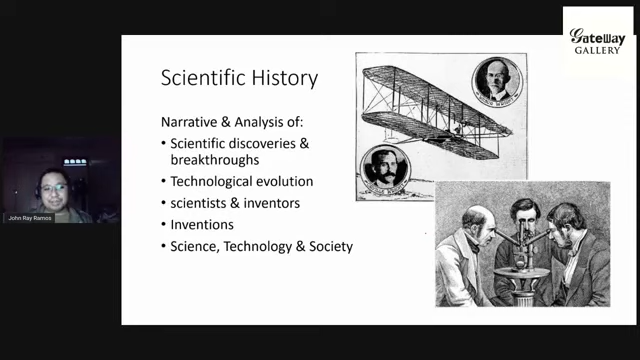 Gateway
GALLERY
Scientific History
Narrative & Analysis of:
• Scientific discoveries &
breakthroughs
• Technological evolution
• scientists & inventors
• Inventions
• Science, Technology & Society
John Ray Ramos